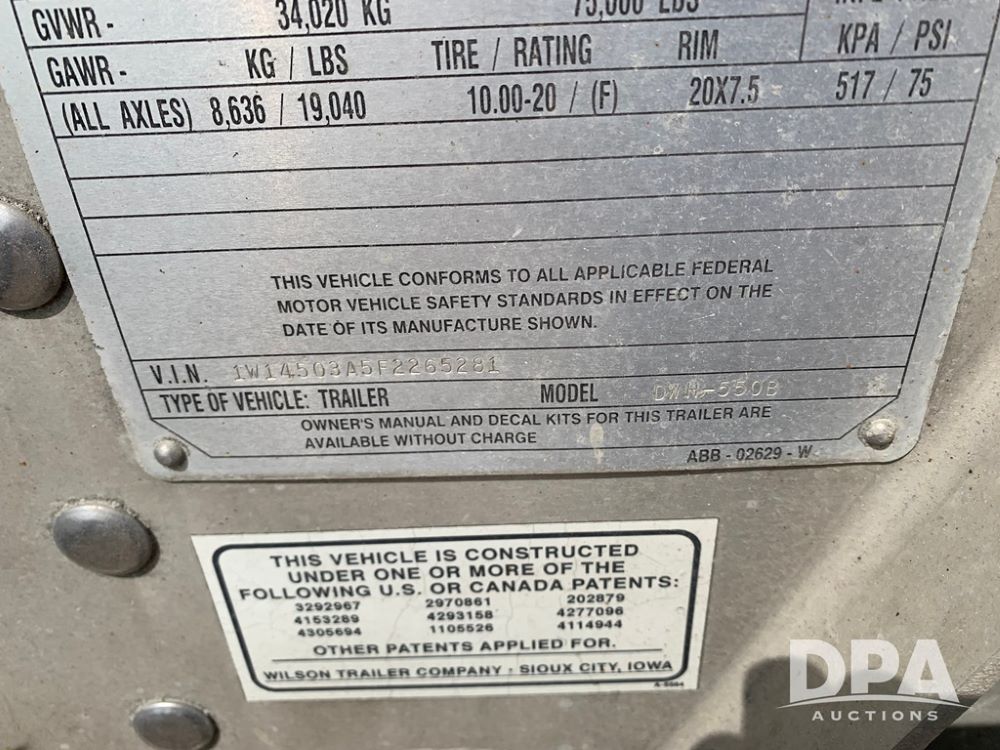 GVWR - 34,020 KG 75,000 LBS
GAWR - KG / LBS TIRE / RATING RIM KPA / PSI
(ALL AXLES) 8,636 / 19,040 10.00-20 / (F) 20X7.5 517 / 75
THIS VEHICLE CONFORMS TO ALL APPLICABLE FEDERAL
MOTOR VEHICLE SAFETY STANDARDS IN EFFECT ON THE
DATE OF ITS MANUFACTURE SHOWN.
V.I.N. 1W14503A5F2265281
TYPE OF VEHICLE: TRAILER MODEL
OWNER'S MANUAL AND DECAL KITS FOR THIS TRAILER ARE
AVAILABLE WITHOUT CHARGE
ABB - 02629 - W
THIS VEHICLE IS CONSTRUCTED
UNDER ONE OR MORE OF THE
FOLLOWING U.S. OR CANADA PATENTS:
3292967 2970861 202879
4153289 4293158 4277096
4305694 1105526 4114944
OTHER PATENTS APPLIED FOR.
WILSON TRAILER COMPANY · SIOUX CITY, IOWA
DPA
AUCTIONS